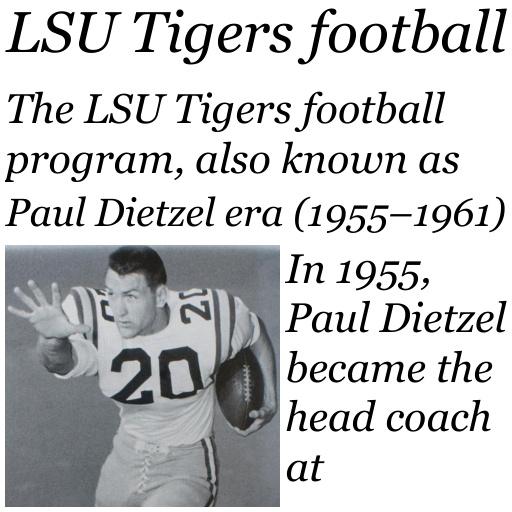 LSU Tigers football
The LSU Tigers football
program, also known as
Paul Dietzel era (1955–1961)
In 1955,
Paul Dietzel
became the
head coach
at
20
20